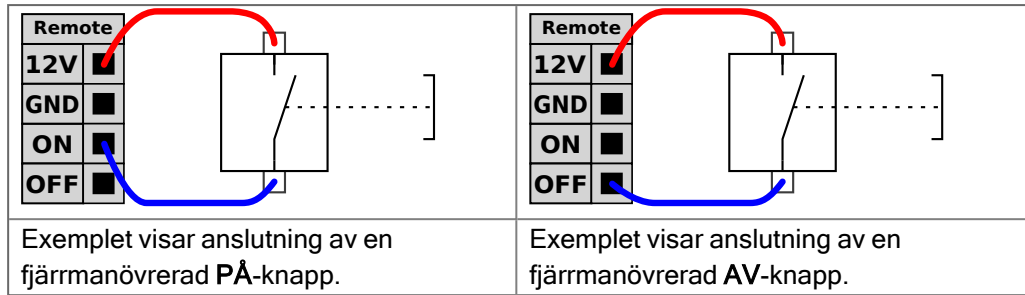 Remote
12V
GND
ON
OFF
Exemplet visar anslutning av en
fjärrmanövrerad PÅ-knapp.
Remote
12V
GND
ON
OFF
Exemplet visar anslutning av en
fjärrmanövrerad AV-knapp.